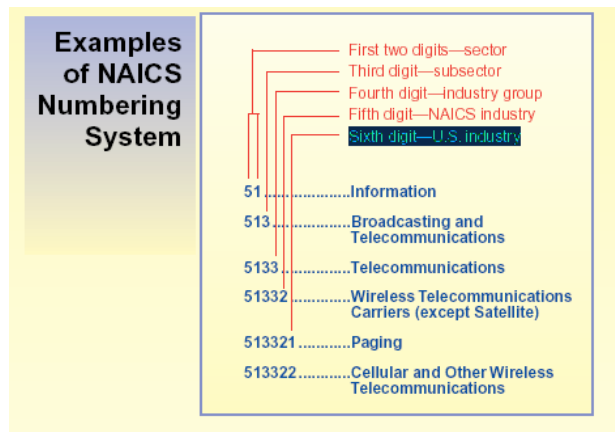 Examples
of NAICS
Numbering
System
First two digits—sector
Third digit—subsector
Fourth digit—industry group
Fifth digit—NAICS industry
Sixth digit—U.S. industry
51...................Information
513................Broadcasting and
Telecommunications
5133..............Telecommunications
51332............Wireless Telecommunications
Carriers (except Satellite)
513321............Paging
513322............Cellular and Other Wireless
Telecommunications